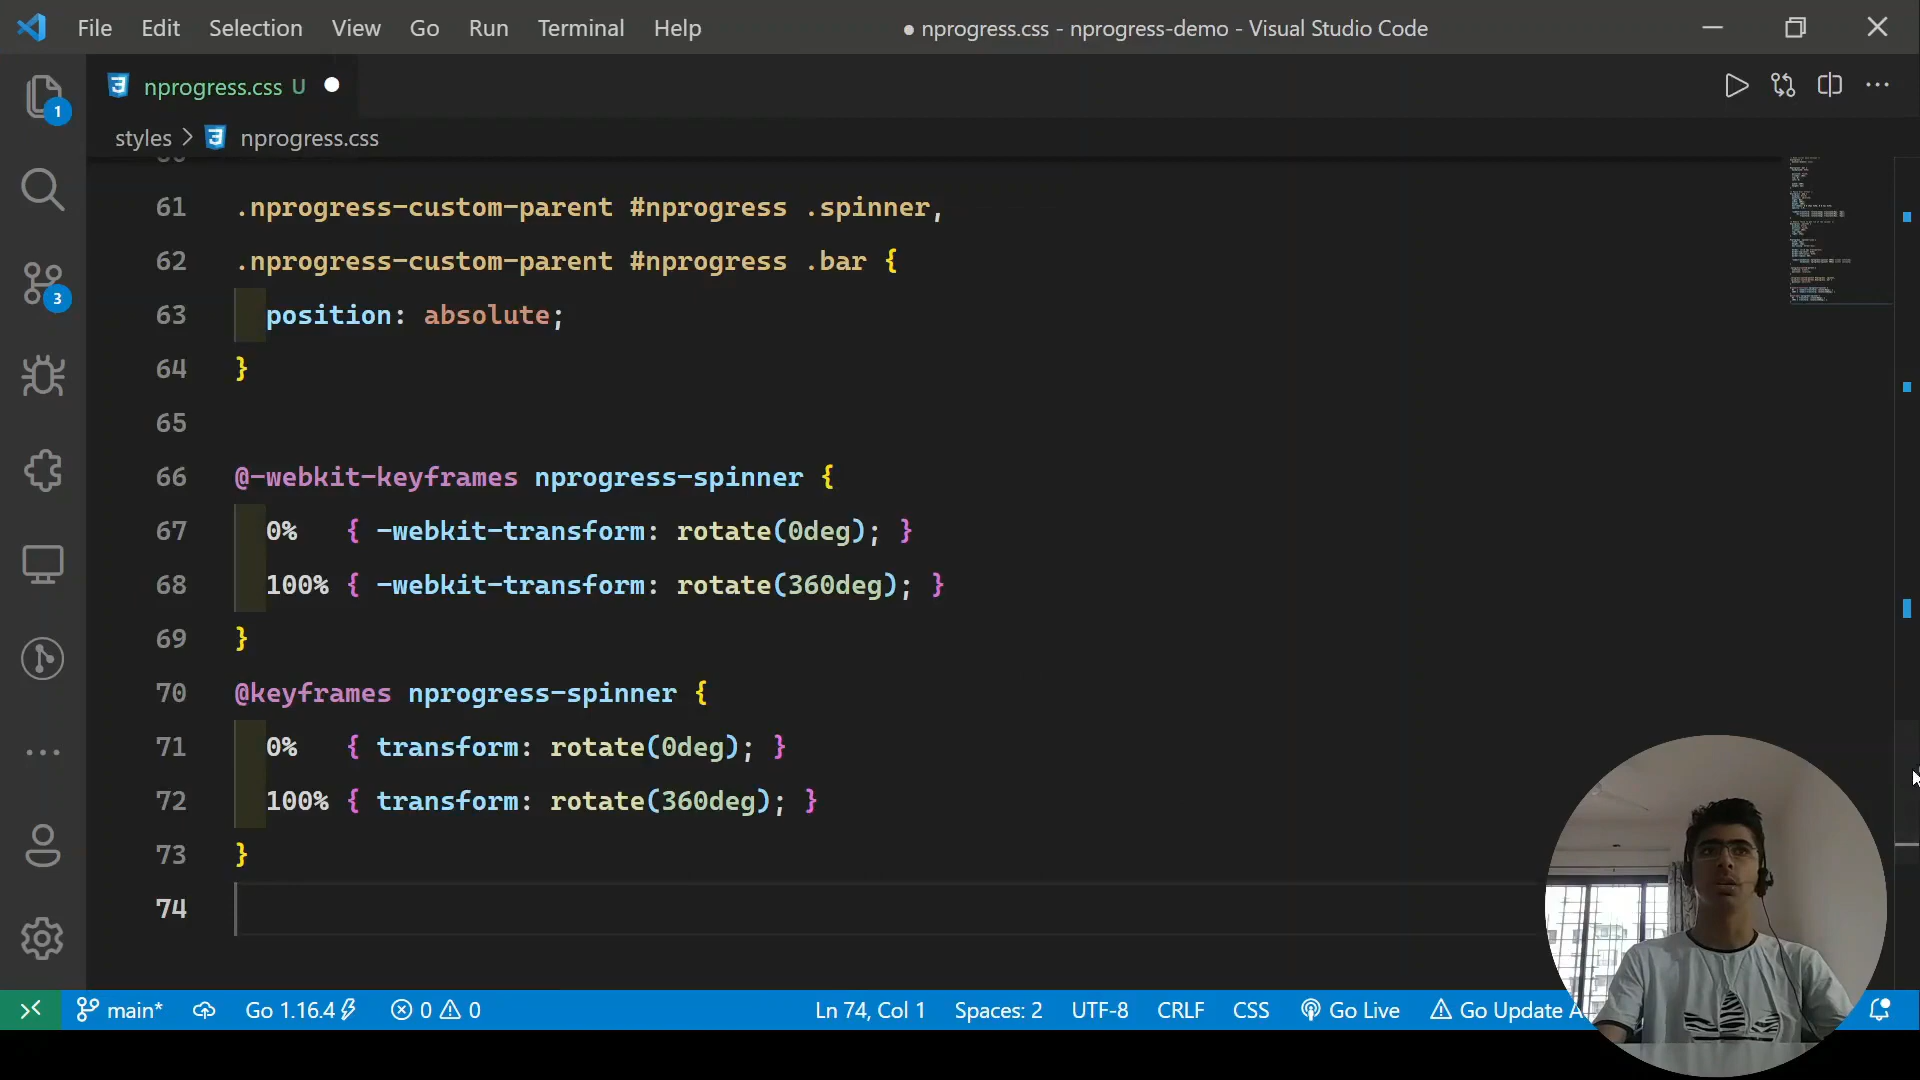 File Edit Selection View Go Run Terminal Help
● nprogress.css - nprogress-demo - Visual Studio Code
nprogress.css U
styles > nprogress.css
61 .nprogress-custom-parent #nprogress .spinner,
62 .nprogress-custom-parent #nprogress .bar {
63 position: absolute;
64 }
65
66 @-webkit-keyframes nprogress-spinner {
67 0% { -webkit-transform: rotate(0deg); }
68 100% { -webkit-transform: rotate(360deg); }
69 }
70 @keyframes nprogress-spinner {
71 0% { transform: rotate(0deg); }
72 100% { transform: rotate(360deg); }
73 }
74
1
3
main* Go 1.16.4 0 0 Ln 74, Col 1 Spaces: 2 UTF-8 CRLF CSS Go Live Go Update